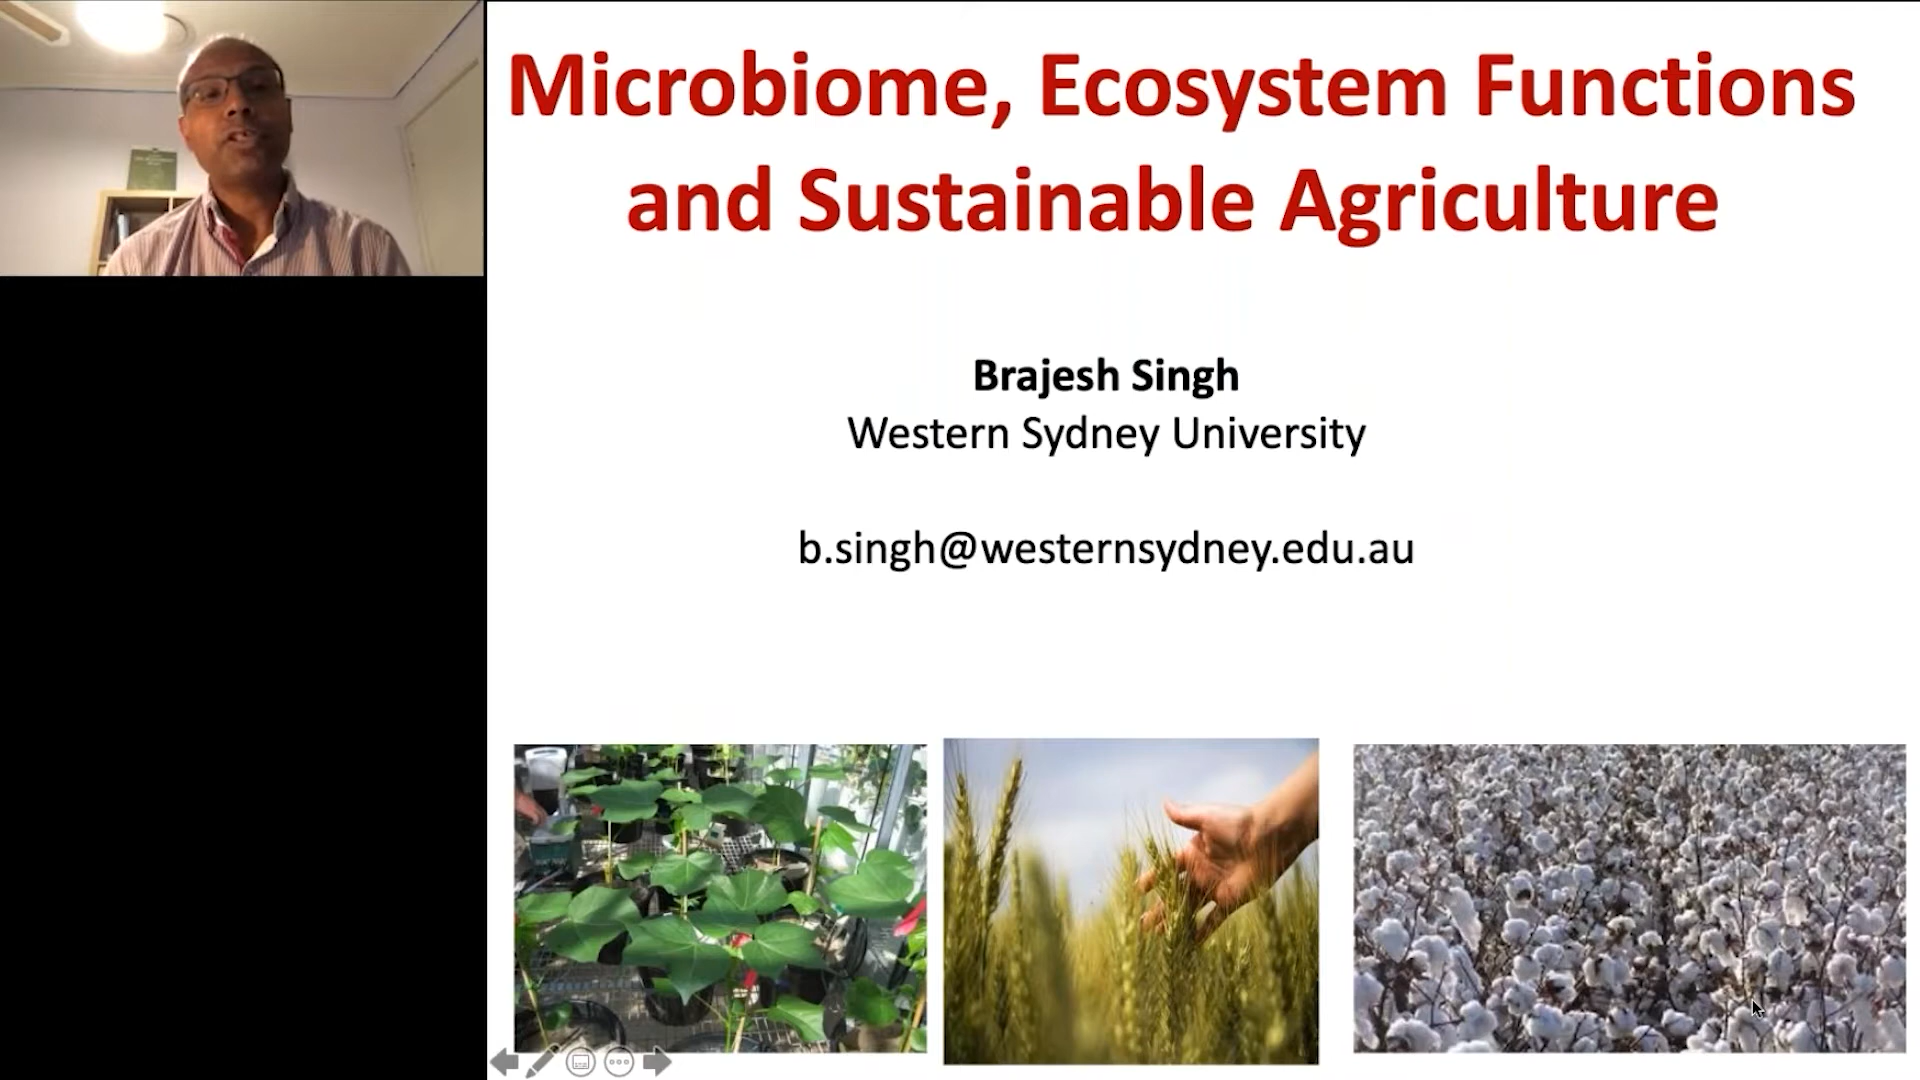 Microbiome, Ecosystem Functions
and Sustainable Agriculture
Brajesh Singh
Western Sydney University
b.singh@westernsydney.edu.au